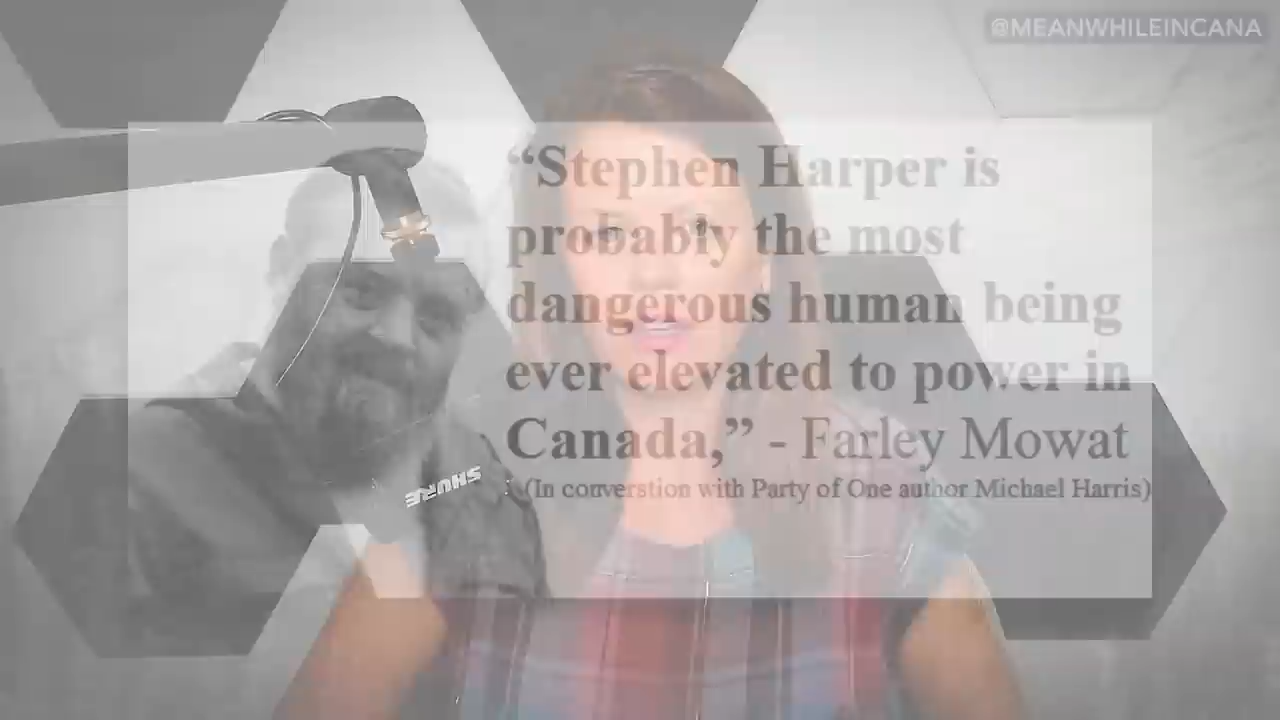 @MEANWHILEINCANA
“Stephen Harper is
probably the most
dangerous human being
ever elevated to power in
Canada,” - Farley Mowat
(In converstion with Party of One author Michael Harris)
SHURE